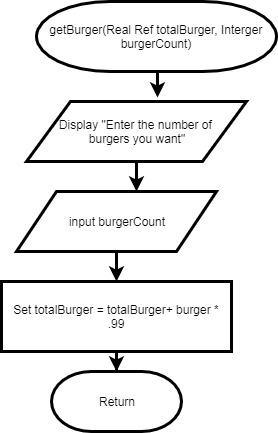 getBurger(Real Ref totalBurger, Interger
burgerCount)
Display "Enter the number of
burgers you want"
input burgerCount
Set totalBurger = totalBurger+ burger *
.99
Return